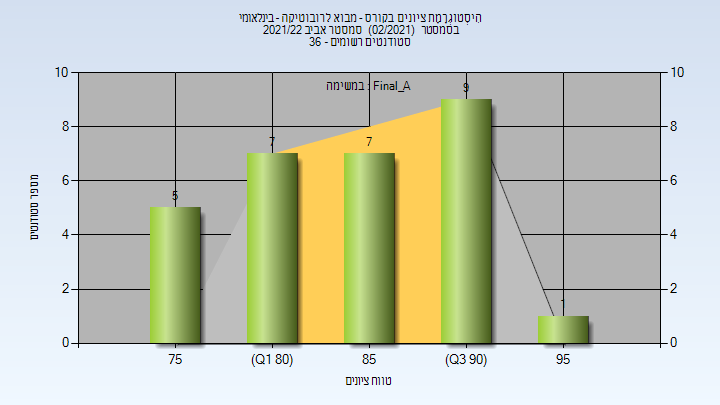 היסטוגרמת ציונים בקורס - מבוא לרובוטיקה - בינלאומי
בסמסטר (02/2021) סמסטר אביב 2021/22
סטודנטים רשומים - 36
במשימה : Final_A
10
8
6
4
2
0
10
8
6
4
2
0
5
7
7
9
1
75
(Q1 80)
85
(Q3 90)
95
מספר סטודנטים
טווח ציונים